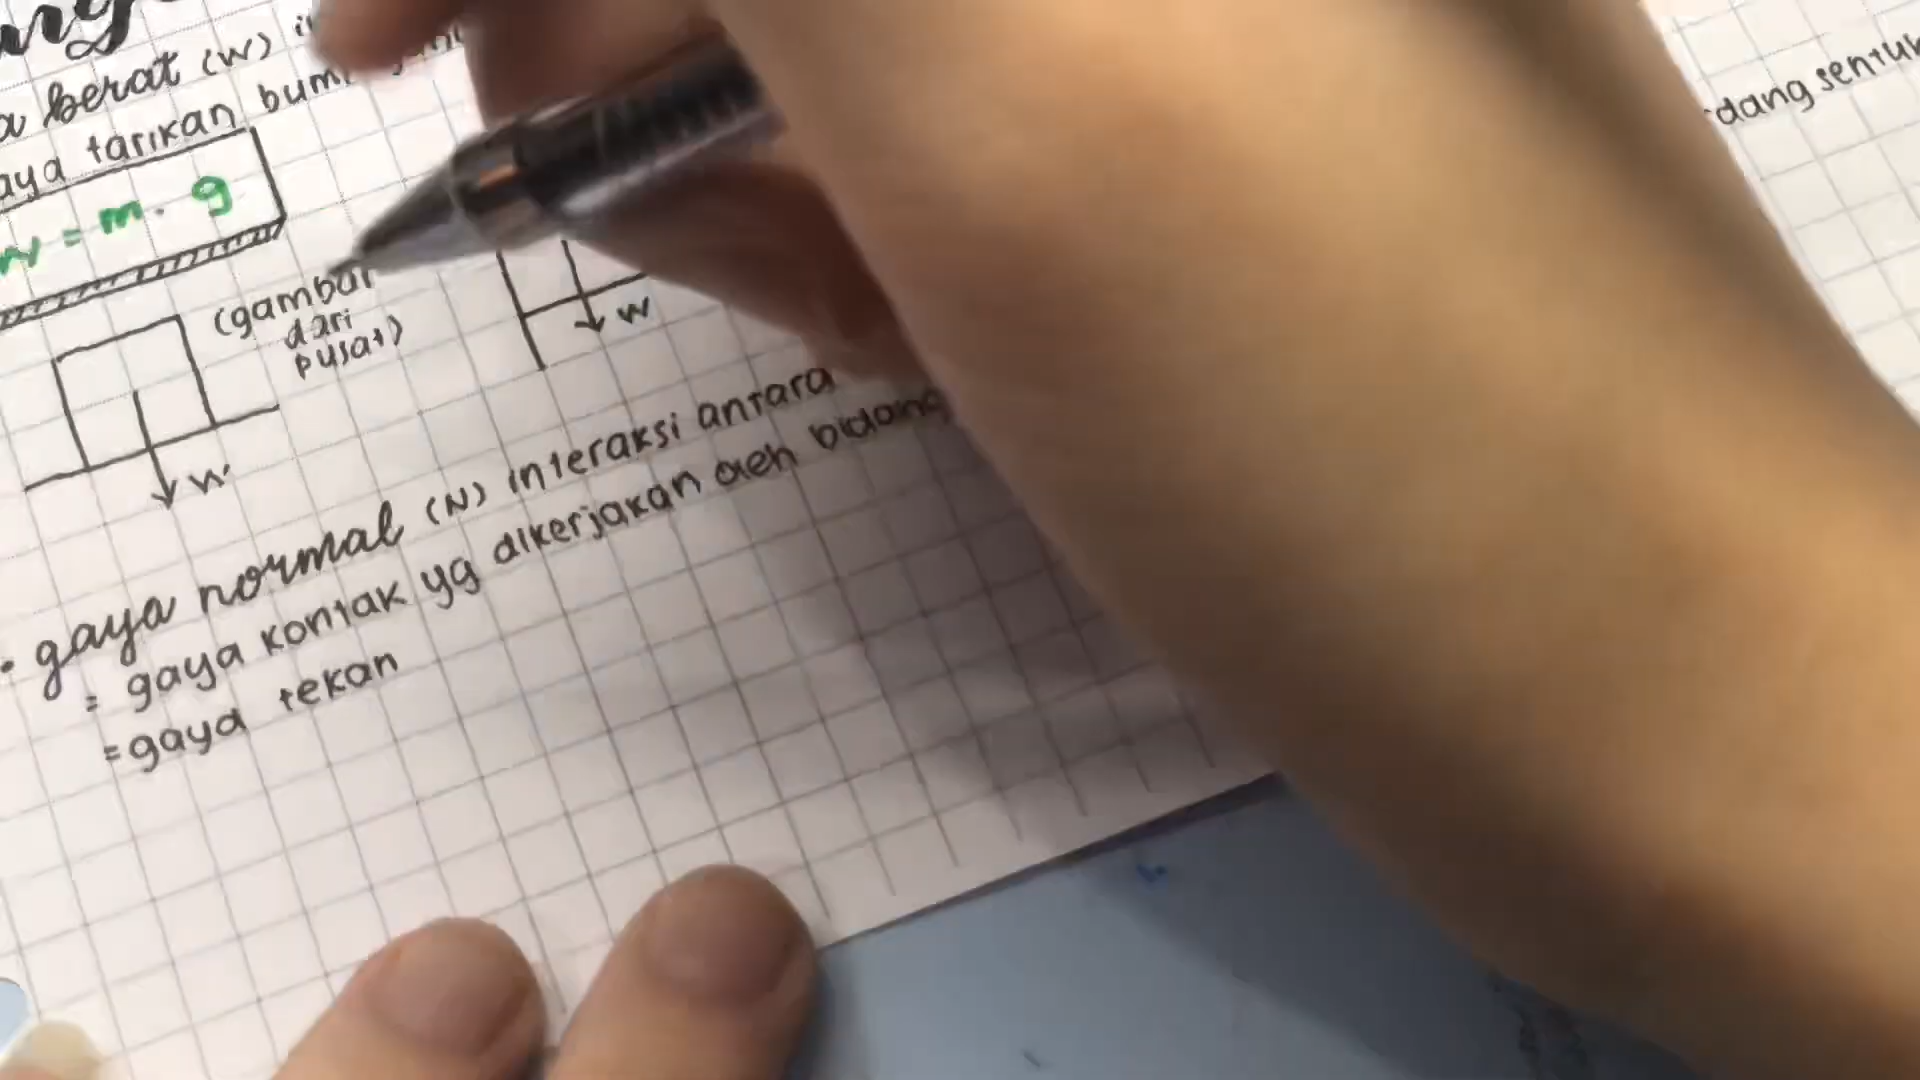 berat (W)
tarikan bum
W = m. g
(gambar
dari
pusat)
W
W
• gaya normal (N) interaksi antara
= gaya kontak yg dikerjakan oleh bidang
= gaya tekan
dang sentuh